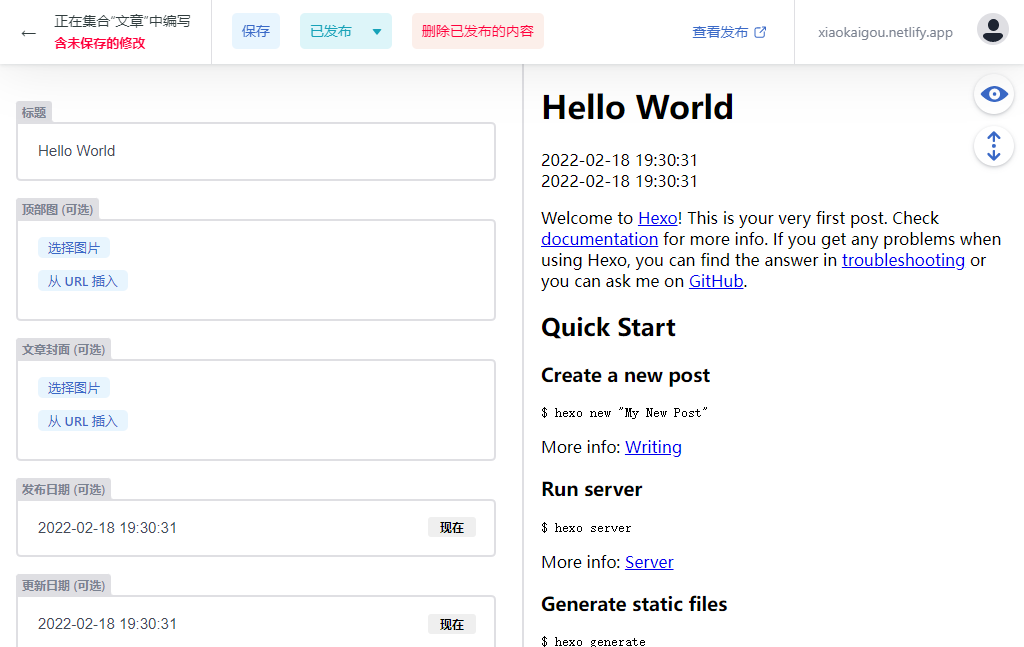 正在集合“文章”中编写
含未保存的修改
保存
已发布
删除已发布的内容
查看发布
xiaokaigou.netlify.app
标题
Hello World
顶部图 (可选)
选择图片
从 URL 插入
文章封面 (可选)
选择图片
从 URL 插入
发布日期 (可选)
2022-02-18 19:30:31
现在
更新日期 (可选)
2022-02-18 19:30:31
现在
Hello World
2022-02-18 19:30:31
2022-02-18 19:30:31
Welcome to Hexo! This is your very first post. Check
documentation for more info. If you get any problems when
using Hexo, you can find the answer in troubleshooting or
you can ask me on GitHub.
Quick Start
Create a new post
$ hexo new "My New Post"
More info: Writing
Run server
$ hexo server
More info: Server
Generate static files
$ hexo generate